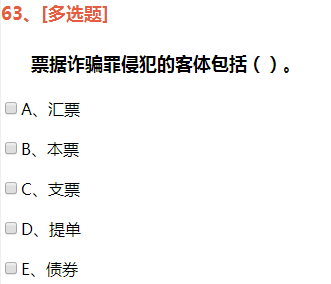 63、[多选题]
票据诈骗罪侵犯的客体包括 ( ) 。
A、汇票
B、本票
C、支票
D、提单
E、债券